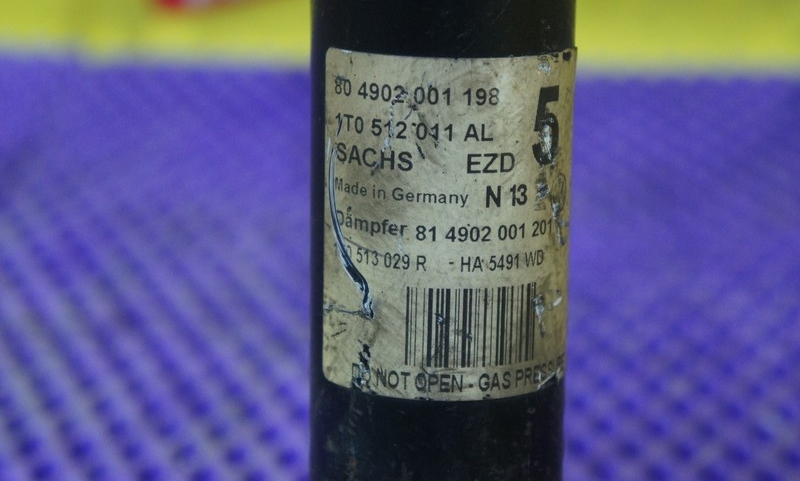 80 4902 001 198
1T0 512 011 AL
5
SACHS EZD
Made in Germany N 13
Dämpfer 81 4902 001 201
513 029 R - HA 5491 WD
DO NOT OPEN - GAS PRESSURE